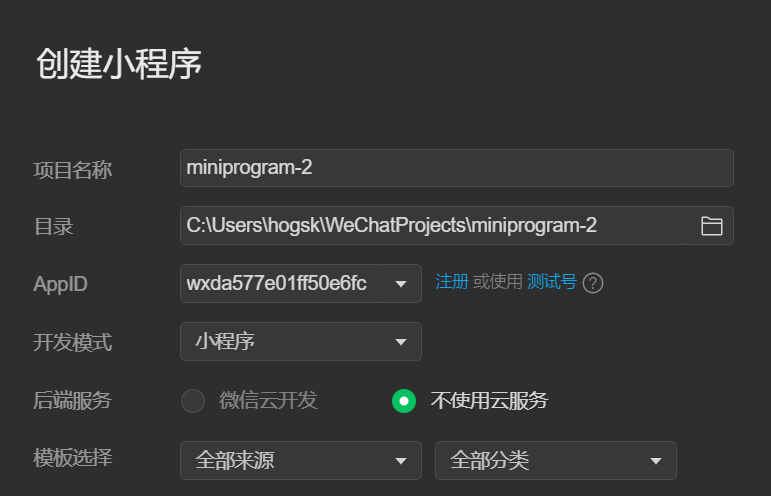 创建小程序
项目名称 miniprogram-2
目录 C:\Users\hogsk\WeChatProjects\miniprogram-2
AppID wxda577e01ff50e6fc 注册 或使用 测试号 ?
开发模式 小程序
后端服务 微信云开发 不使用云服务
模板选择 全部来源 全部分类